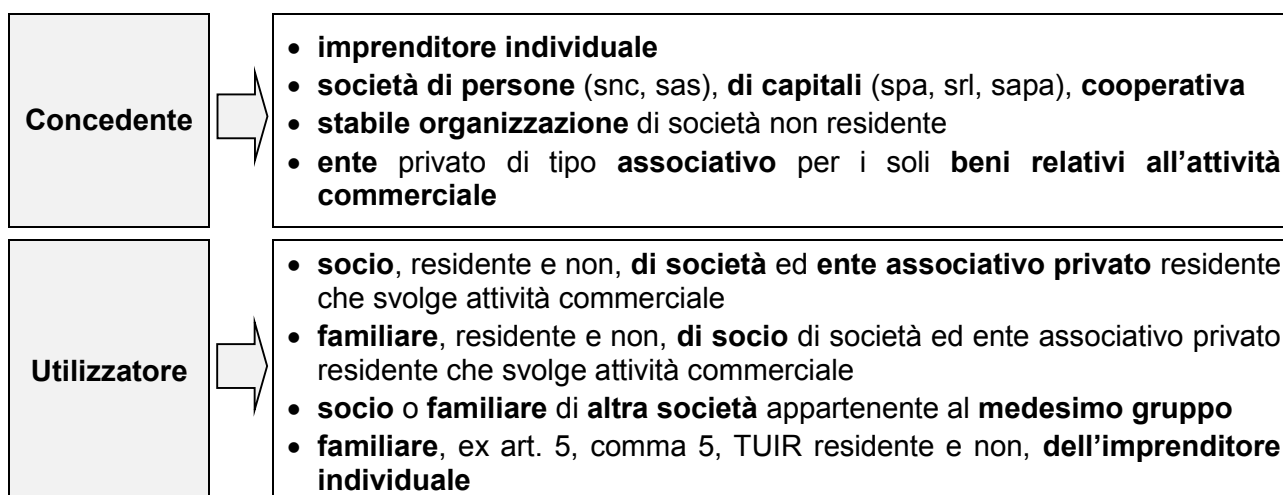 Concedente
• imprenditore individuale
• società di persone (snc, sas), di capitali (spa, srl, sapa), cooperativa
• stabile organizzazione di società non residente
• ente privato di tipo associativo per i soli beni relativi all'attività
commerciale
Utilizzatore
• socio, residente e non, di società ed ente associativo privato residente
che svolge attività commerciale
• familiare, residente e non, di socio di società ed ente associativo privato
residente che svolge attività commerciale
• socio o familiare di altra società appartenente al medesimo gruppo
• familiare, ex art. 5, comma 5, TUIR residente e non, dell'imprenditore
individuale